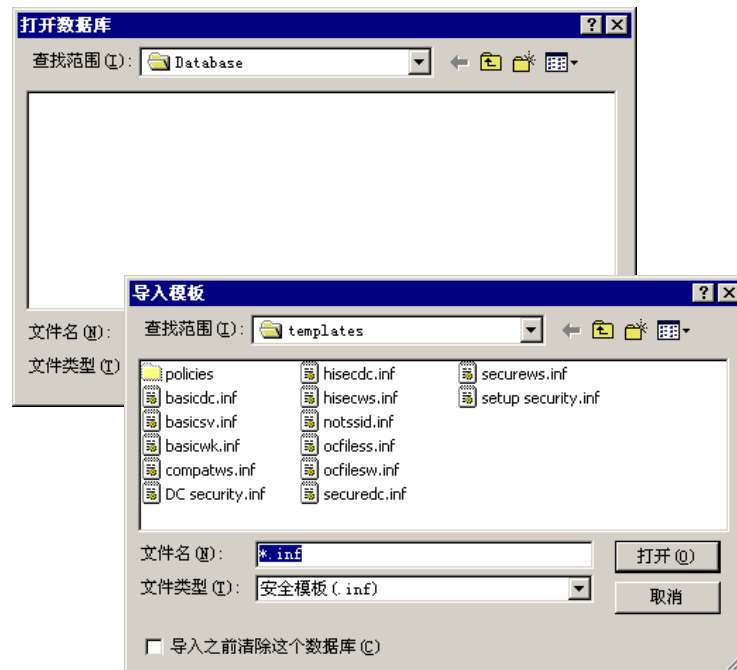 打开数据库
查找范围(I): Database
文件名(N):
文件类型(T)
导入模板
查找范围(I): templates
policies
basicdc.inf
basicsv.inf
basicwk.inf
compatws.inf
DC security.inf
hisecdc.inf
hisecws.inf
notssid.inf
ocfiless.inf
ocfilesw.inf
securedc.inf
securews.inf
setup security.inf
文件名(N): *.inf
打开(O)
文件类型(T): 安全模板(.inf)
取消
导入之前清除这个数据库(C)